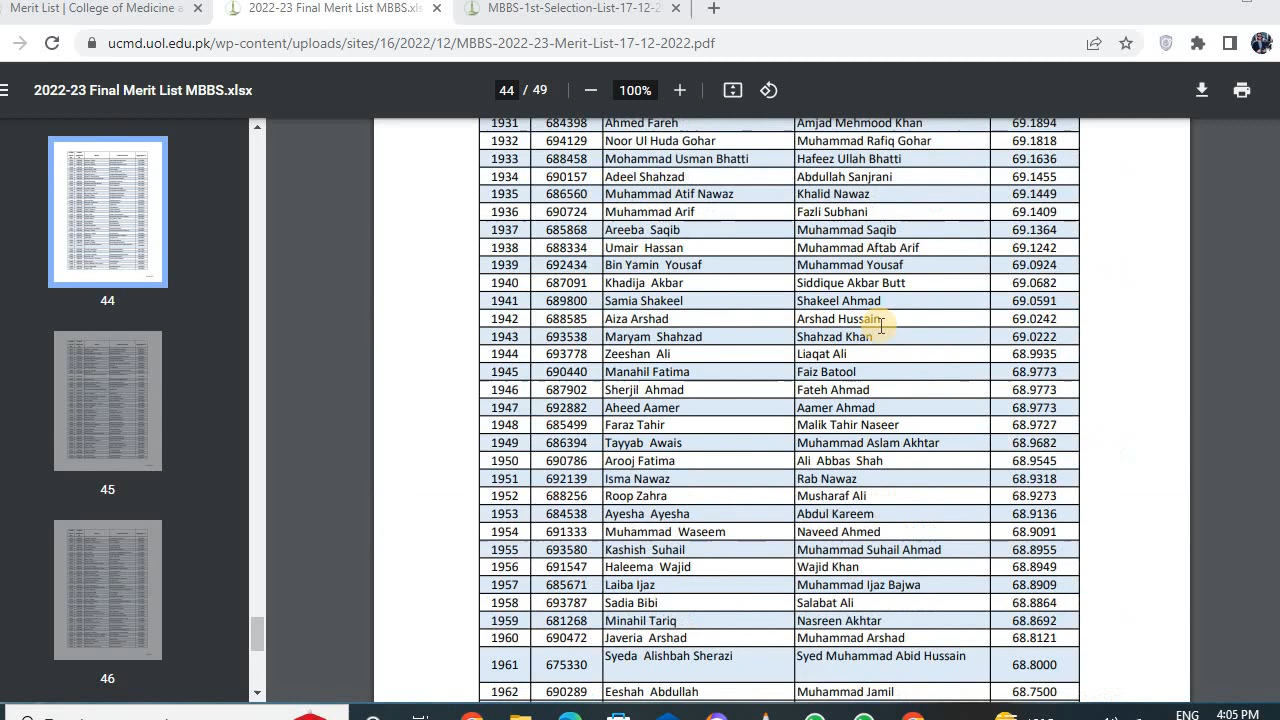 Merit List | College of Medicine a
2022-23 Final Merit List MBBS.xls
MBBS-1st-Selection-List-17-12-2
ucmd.uol.edu.pk/wp-content/uploads/sites/16/2022/12/MBBS-2022-23-Merit-List-17-12-2022.pdf
2022-23 Final Merit List MBBS.xlsx
44 / 49
100%
1931 684398 Ahmed Fareh Amjad Mehmood Khan 69.1894
1932 694129 Noor Ul Huda Gohar Muhammad Rafiq Gohar 69.1818
1933 688458 Mohammad Usman Bhatti Hafeez Ullah Bhatti 69.1636
1934 690157 Adeel Shahzad Abdullah Sanjrani 69.1455
1935 686560 Muhammad Atif Nawaz Khalid Nawaz 69.1449
1936 690724 Muhammad Arif Fazli Subhani 69.1409
1937 685868 Areeba Saqib Muhammad Saqib 69.1364
1938 688334 Umair Hassan Muhammad Aftab Arif 69.1242
1939 692434 Bin Yamin Yousaf Muhammad Yousaf 69.0924
1940 687091 Khadija Akbar Siddique Akbar Butt 69.0682
1941 689800 Samia Shakeel Shakeel Ahmad 69.0591
1942 688585 Aiza Arshad Arshad Hussain 69.0242
1943 693538 Maryam Shahzad Shahzad Khan 69.0222
1944 693778 Zeeshan Ali Liaqat Ali 68.9935
1945 690440 Manahil Fatima Faiz Batool 68.9773
1946 687902 Sherjil Ahmad Fateh Ahmad 68.9773
1947 692882 Aheed Aamer Aamer Ahmad 68.9773
1948 685499 Faraz Tahir Malik Tahir Naseer 68.9727
1949 686394 Tayyab Awais Muhammad Aslam Akhtar 68.9682
1950 690786 Arooj Fatima Ali Abbas Shah 68.9545
1951 692139 Isma Nawaz Rab Nawaz 68.9318
1952 688256 Roop Zahra Musharaf Ali 68.9273
1953 684538 Ayesha Ayesha Abdul Kareem 68.9136
1954 691333 Muhammad Waseem Naveed Ahmed 68.9091
1955 693580 Kashish Suhail Muhammad Suhail Ahmad 68.8955
1956 691547 Haleema Wajid Wajid Khan 68.8949
1957 685671 Laiba Ijaz Muhammad Ijaz Bajwa 68.8909
1958 693787 Sadia Bibi Salabat Ali 68.8864
1959 681268 Minahil Tariq Nasreen Akhtar 68.8692
1960 690472 Javeria Arshad Muhammad Arshad 68.8121
1961 675330 Syeda Alishbah Sherazi Syed Muhammad Abid Hussain 68.8000
1962 690289 Eeshah Abdullah Muhammad Jamil 68.7500
44
45
46
ENG 4:05 PM